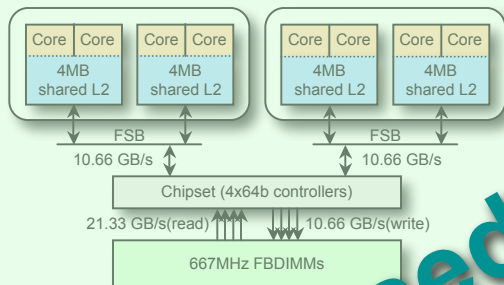 Core Core Core Core Core Core Core Core
4MB shared L2 4MB shared L2 4MB shared L2 4MB shared L2
FSB FSB
10.66 GB/s 10.66 GB/s
Chipset (4x64b controllers)
21.33 GB/s(read) 10.66 GB/s(write)
667MHz FBDIMMs